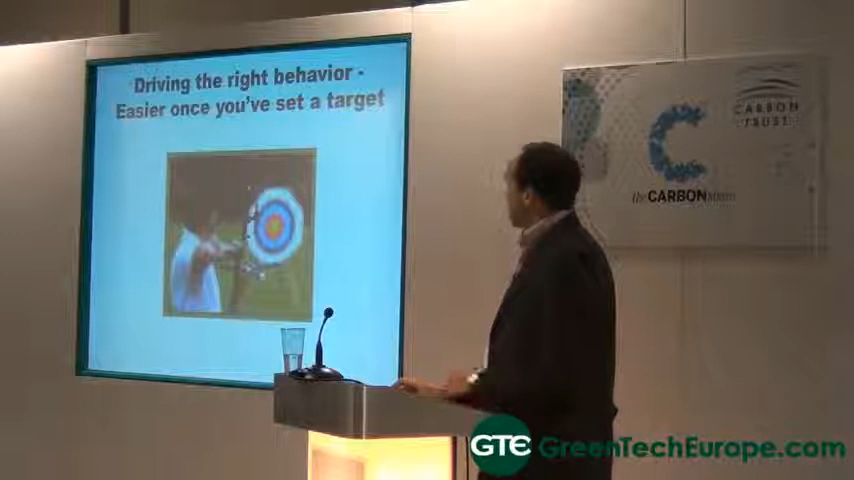 Driving the right behavior -
Easier once you've set a target
CARBON
TRUST
C
the CARBON
GTE GreenTechEurope.com